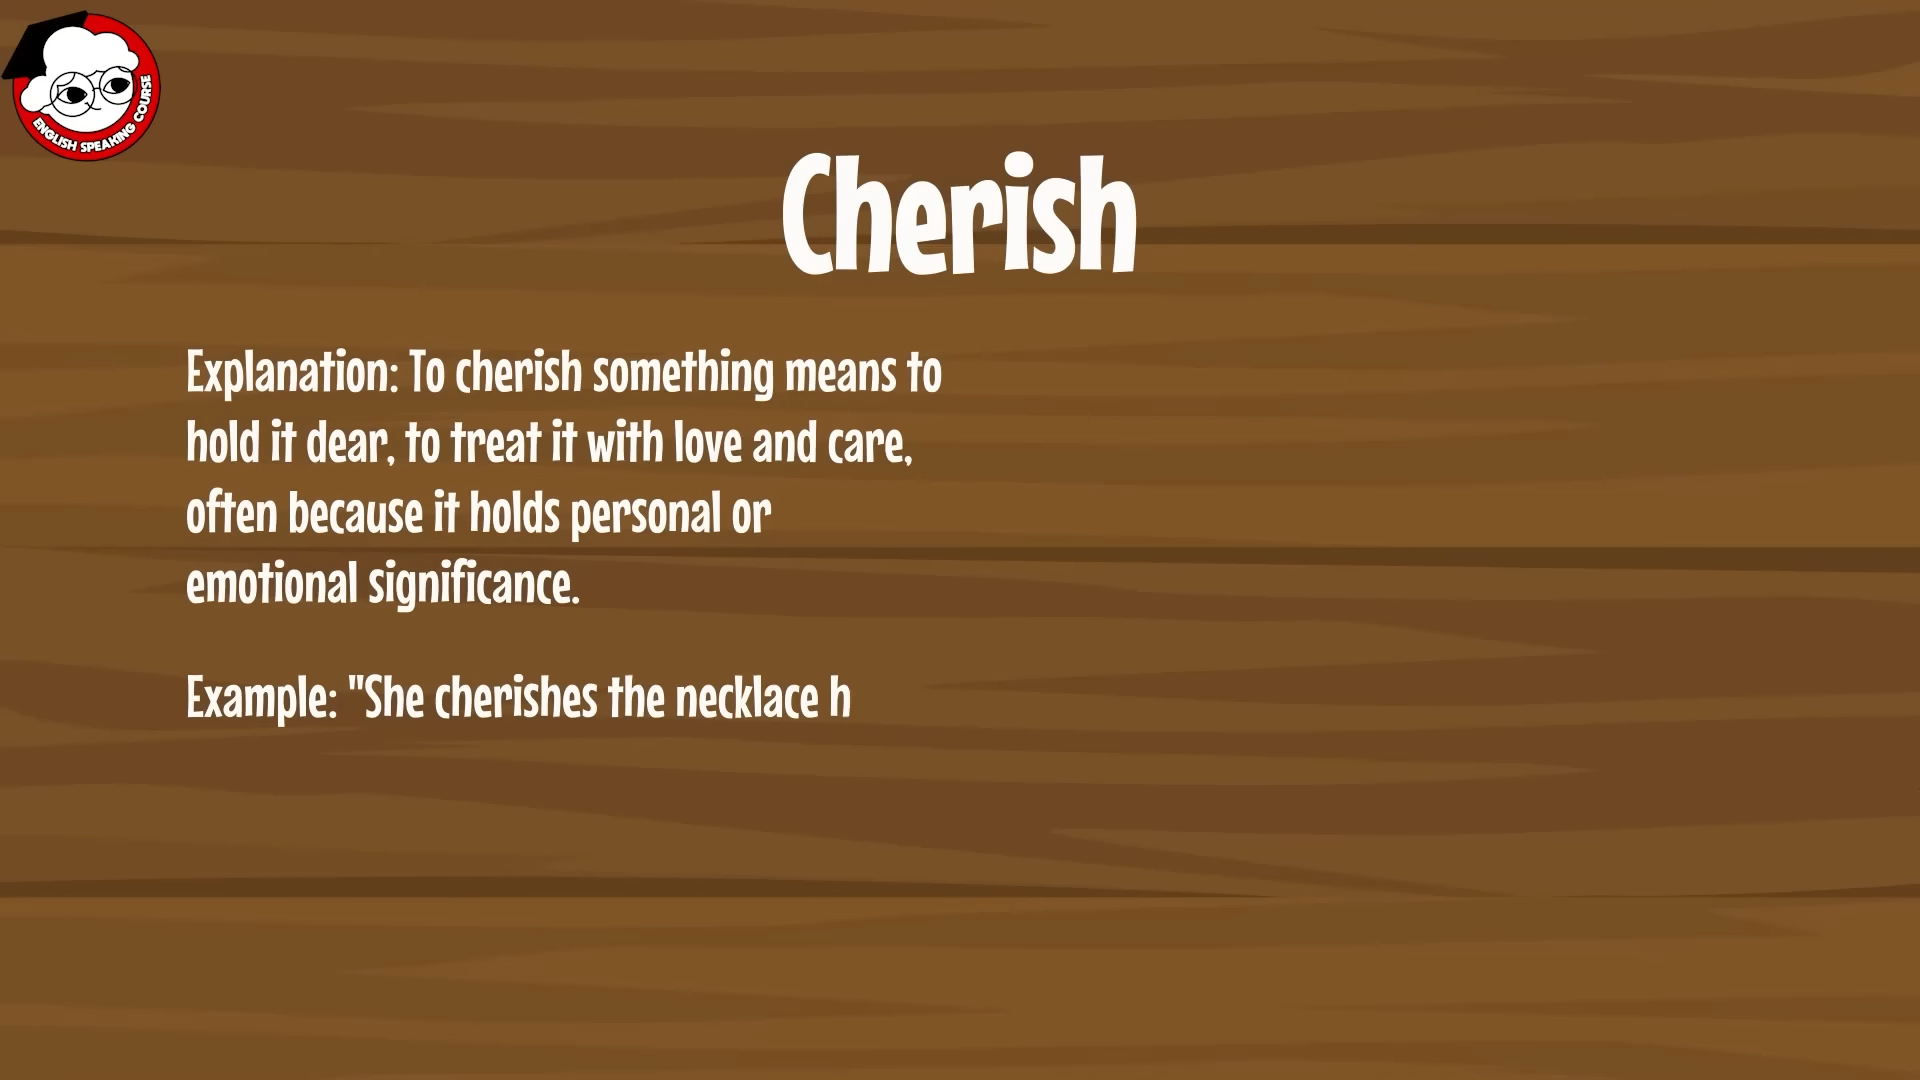 ENGLISH SPEAKING COURSE
Cherish
Explanation: To cherish something means to
hold it dear, to treat it with love and care,
often because it holds personal or
emotional significance.
Example: "She cherishes the necklace h